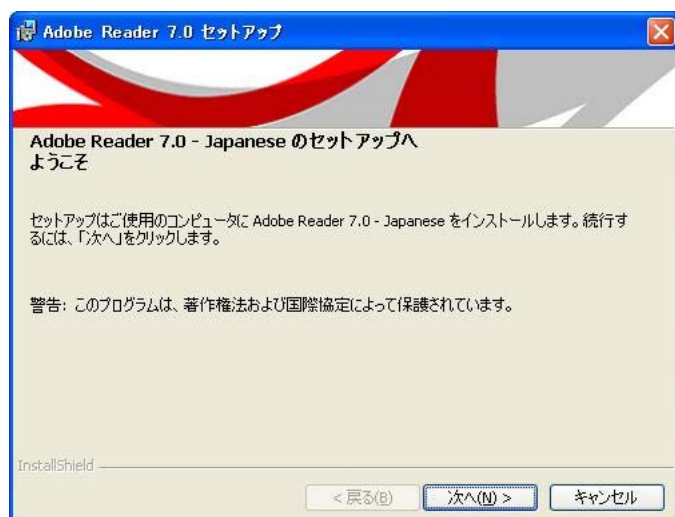 Adobe Reader 7.0 セットアップ
Adobe Reader 7.0 - Japanese のセットアップへ
ようこそ
セットアップはご使用のコンピュータに Adobe Reader 7.0 - Japanese をインストールします。続行す
るには、「次へ」をクリックします。
警告: このプログラムは、著作権法および国際協定によって保護されています。
InstallShield
< 戻る(B) 次へ(N) > キャンセル